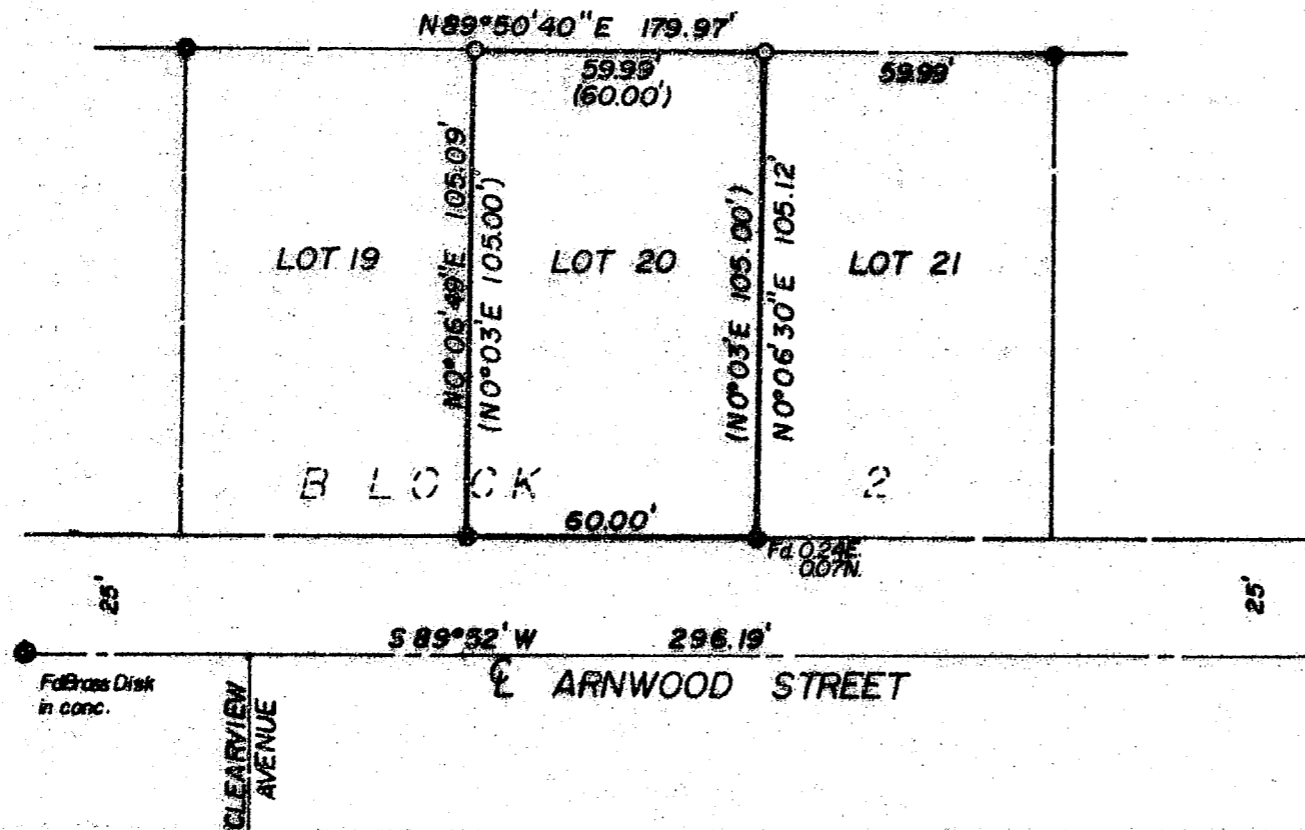 N89°50'40"E 179.97'
59.99'
(60.00')
59.99'
N0°06'49"E 105.09'
(N0°03'E 105.00')
(N0°03'E 105.00')
N0°06'30"E 105.12'
LOT 19
LOT 20
LOT 21
BLOCK 2
60.00'
Fd. 0.24E.
0.07N.
25'
25'
S 89°52' W 296.19'
Fd Brass Disk
in conc.
℄ ARNWOOD STREET
CLEARVIEW
AVENUE